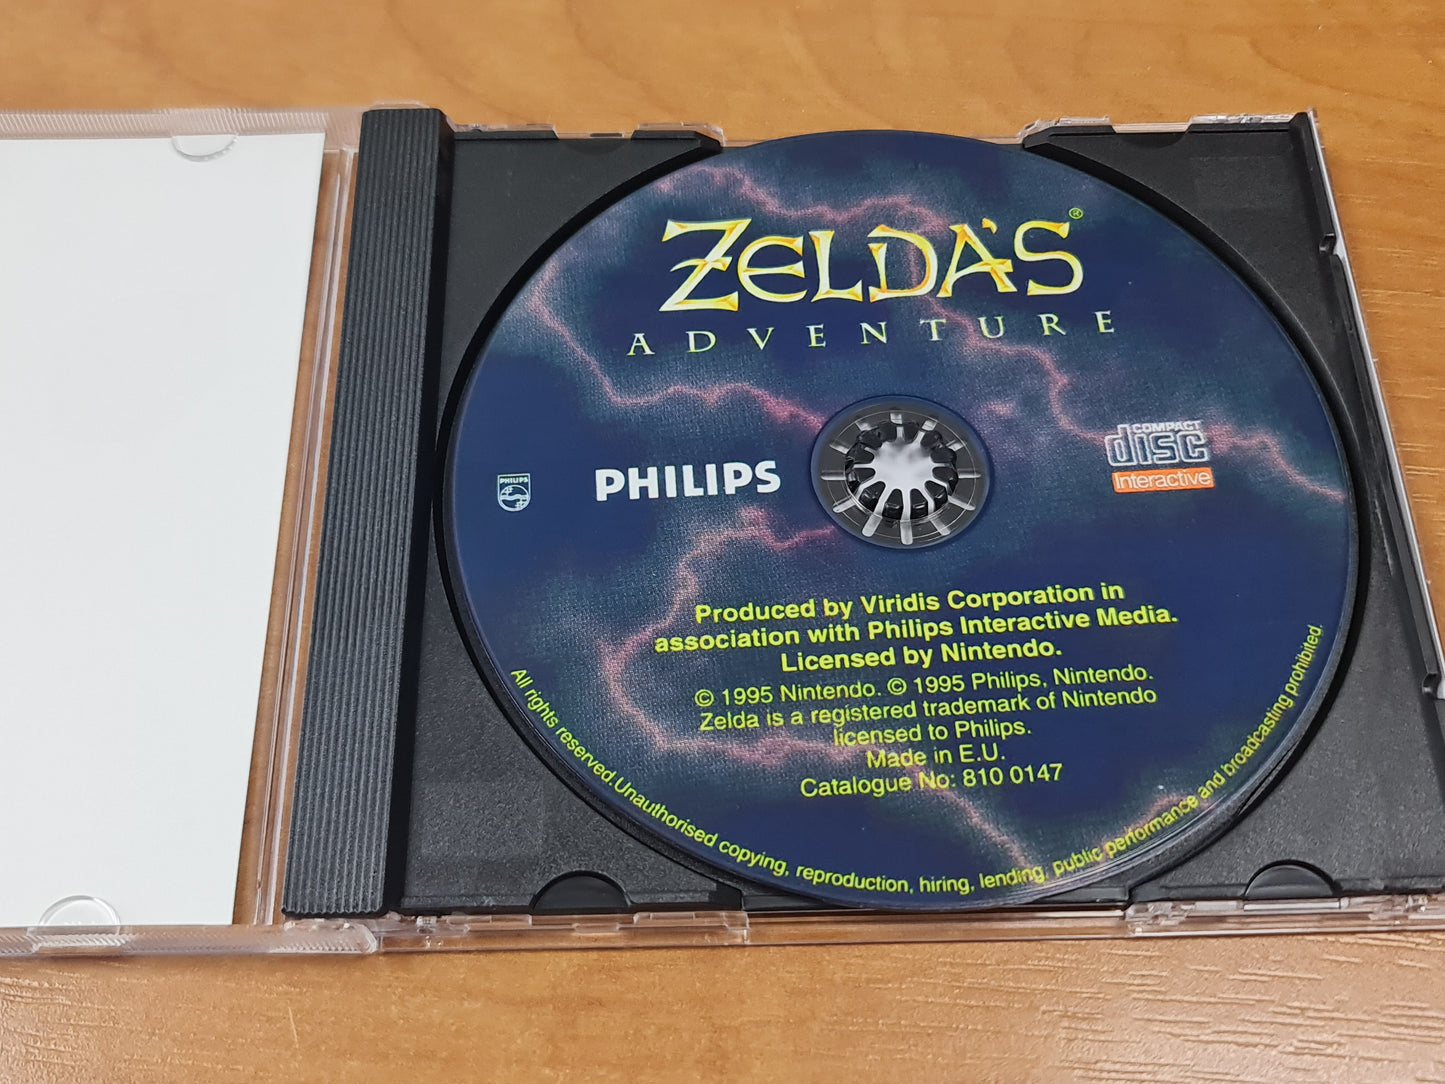 ZELDA'S®
ADVENTURE
PHILIPS
PHILIPS
COMPACT
disc
Interactive
Produced by Viridis Corporation in
association with Philips Interactive Media.
Licensed by Nintendo.
© 1995 Nintendo. © 1995 Philips, Nintendo.
Zelda is a registered trademark of Nintendo
licensed to Philips.
Made in E.U.
Catalogue No: 810 0147
All rights reserved.Unauthorised copying, reproduction, hiring, lending, public performance and broadcasting prohibited.